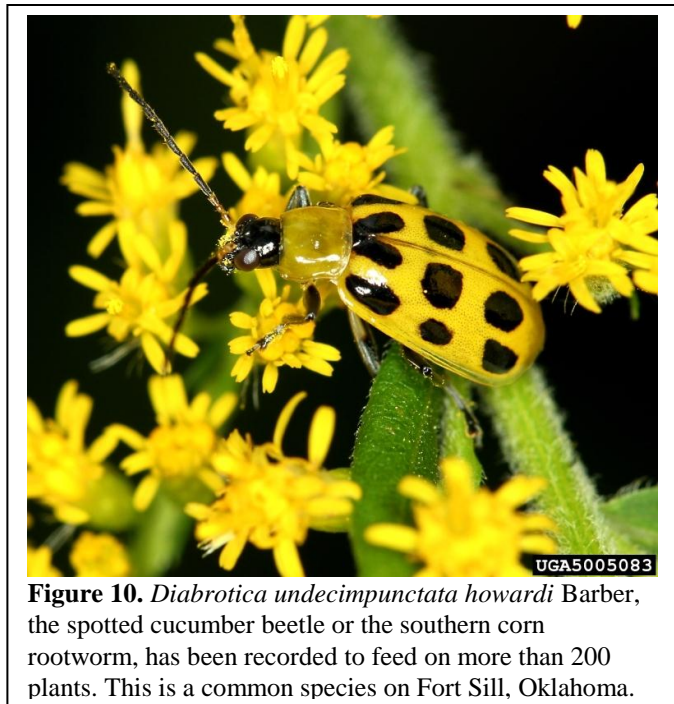 UGA5005083
Figure 10. Diabrotica undecimpunctata howardi Barber,
the spotted cucumber beetle or the southern corn
rootworm, has been recorded to feed on more than 200
plants. This is a common species on Fort Sill, Oklahoma.